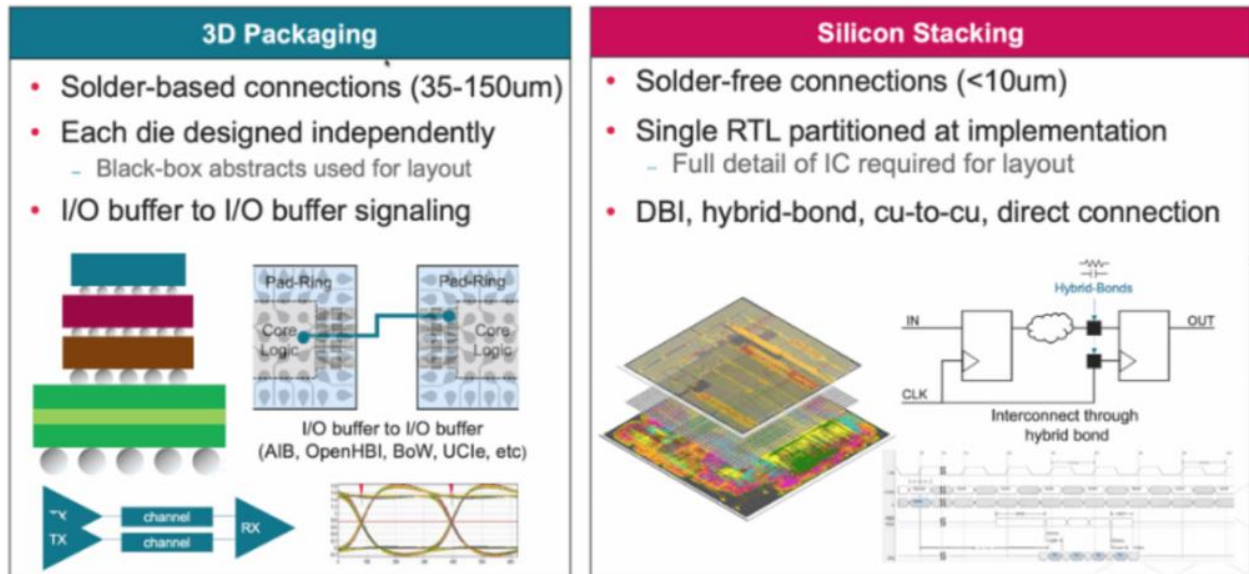 3D Packaging
• Solder-based connections (35-150um)
• Each die designed independently
– Black-box abstracts used for layout
• I/O buffer to I/O buffer signaling
Pad-Ring
Pad-Ring
Core
Logic
Core
Logic
I/O buffer to I/O buffer
(AIB, OpenHBI, BoW, UCIe, etc)
TX
channel
RX
channel
Silicon Stacking
• Solder-free connections (<10um)
• Single RTL partitioned at implementation
– Full detail of IC required for layout
• DBI, hybrid-bond, cu-to-cu, direct connection
Hybrid-Bonds
IN
OUT
CLK
Interconnect through
hybrid bond